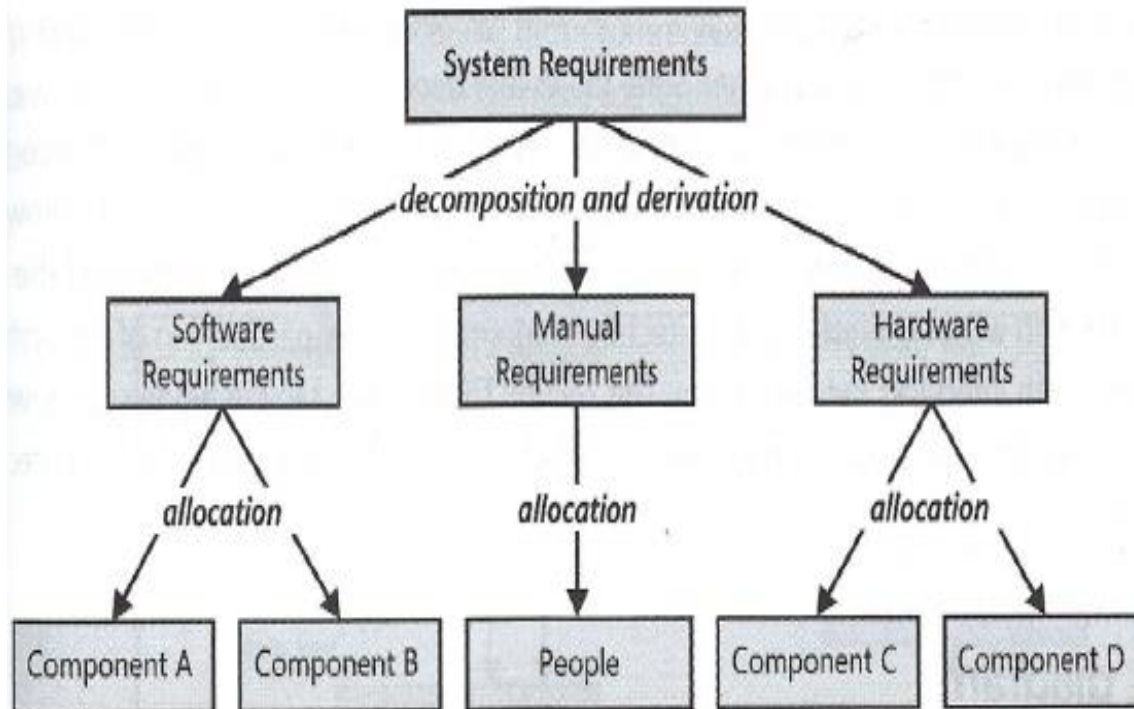 System Requirements
decomposition and derivation
Software
Requirements
Manual
Requirements
Hardware
Requirements
allocation
allocation
allocation
Component A
Component B
People
Component C
Component D